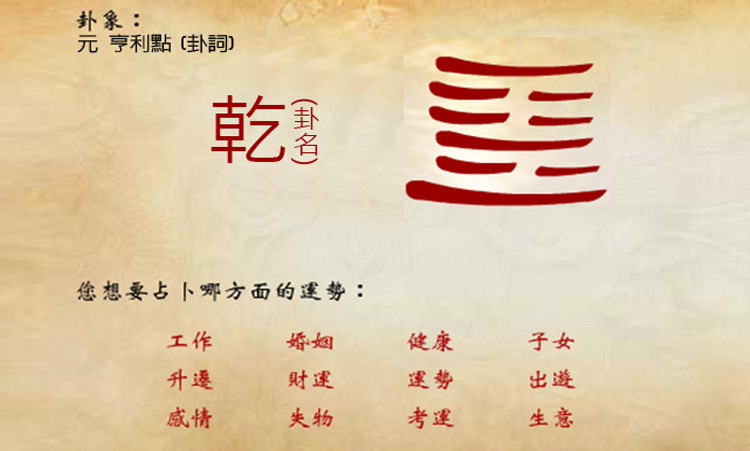 卦象：
元 亨利點 (卦詞)
乾(卦名)
您想要占卜哪方面的運勢：
工作 婚姻 健康 子女
升遷 財運 運勢 出遊
感情 失物 考運 生意